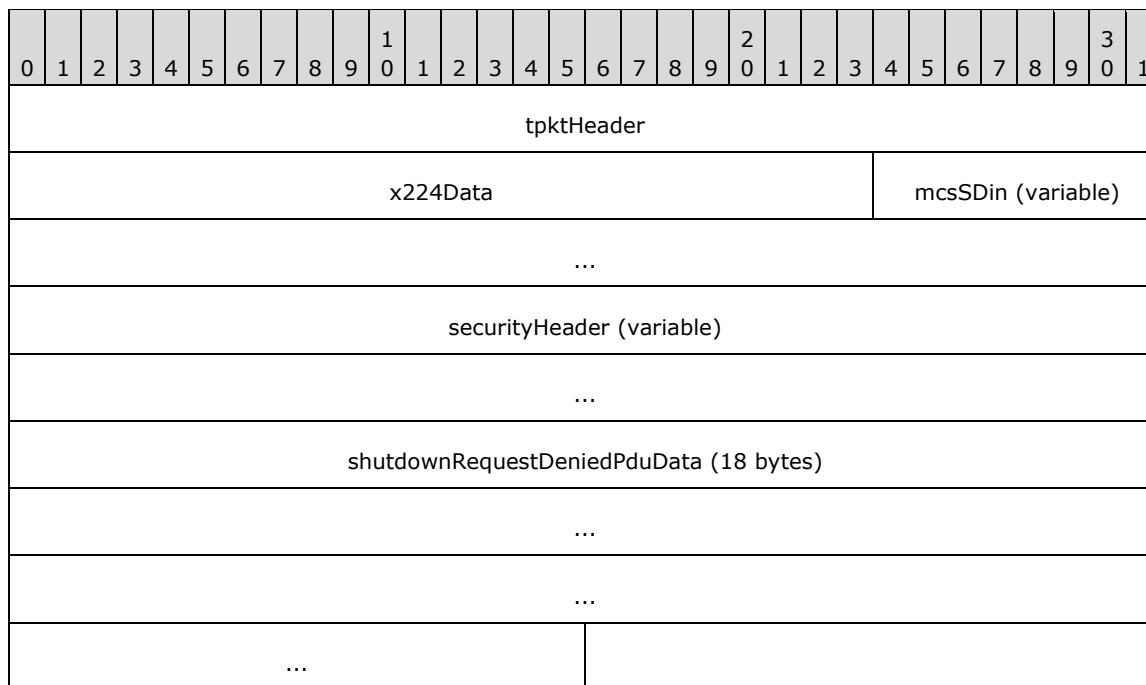 1 2 3
0 1 2 3 4 5 6 7 8 9 0 1 2 3 4 5 6 7 8 9 0 1 2 3 4 5 6 7 8 9 0 1
tpktHeader
x224Data mcsSDin (variable)
...
securityHeader (variable)
...
shutdownRequestDeniedPduData (18 bytes)
...
...
...